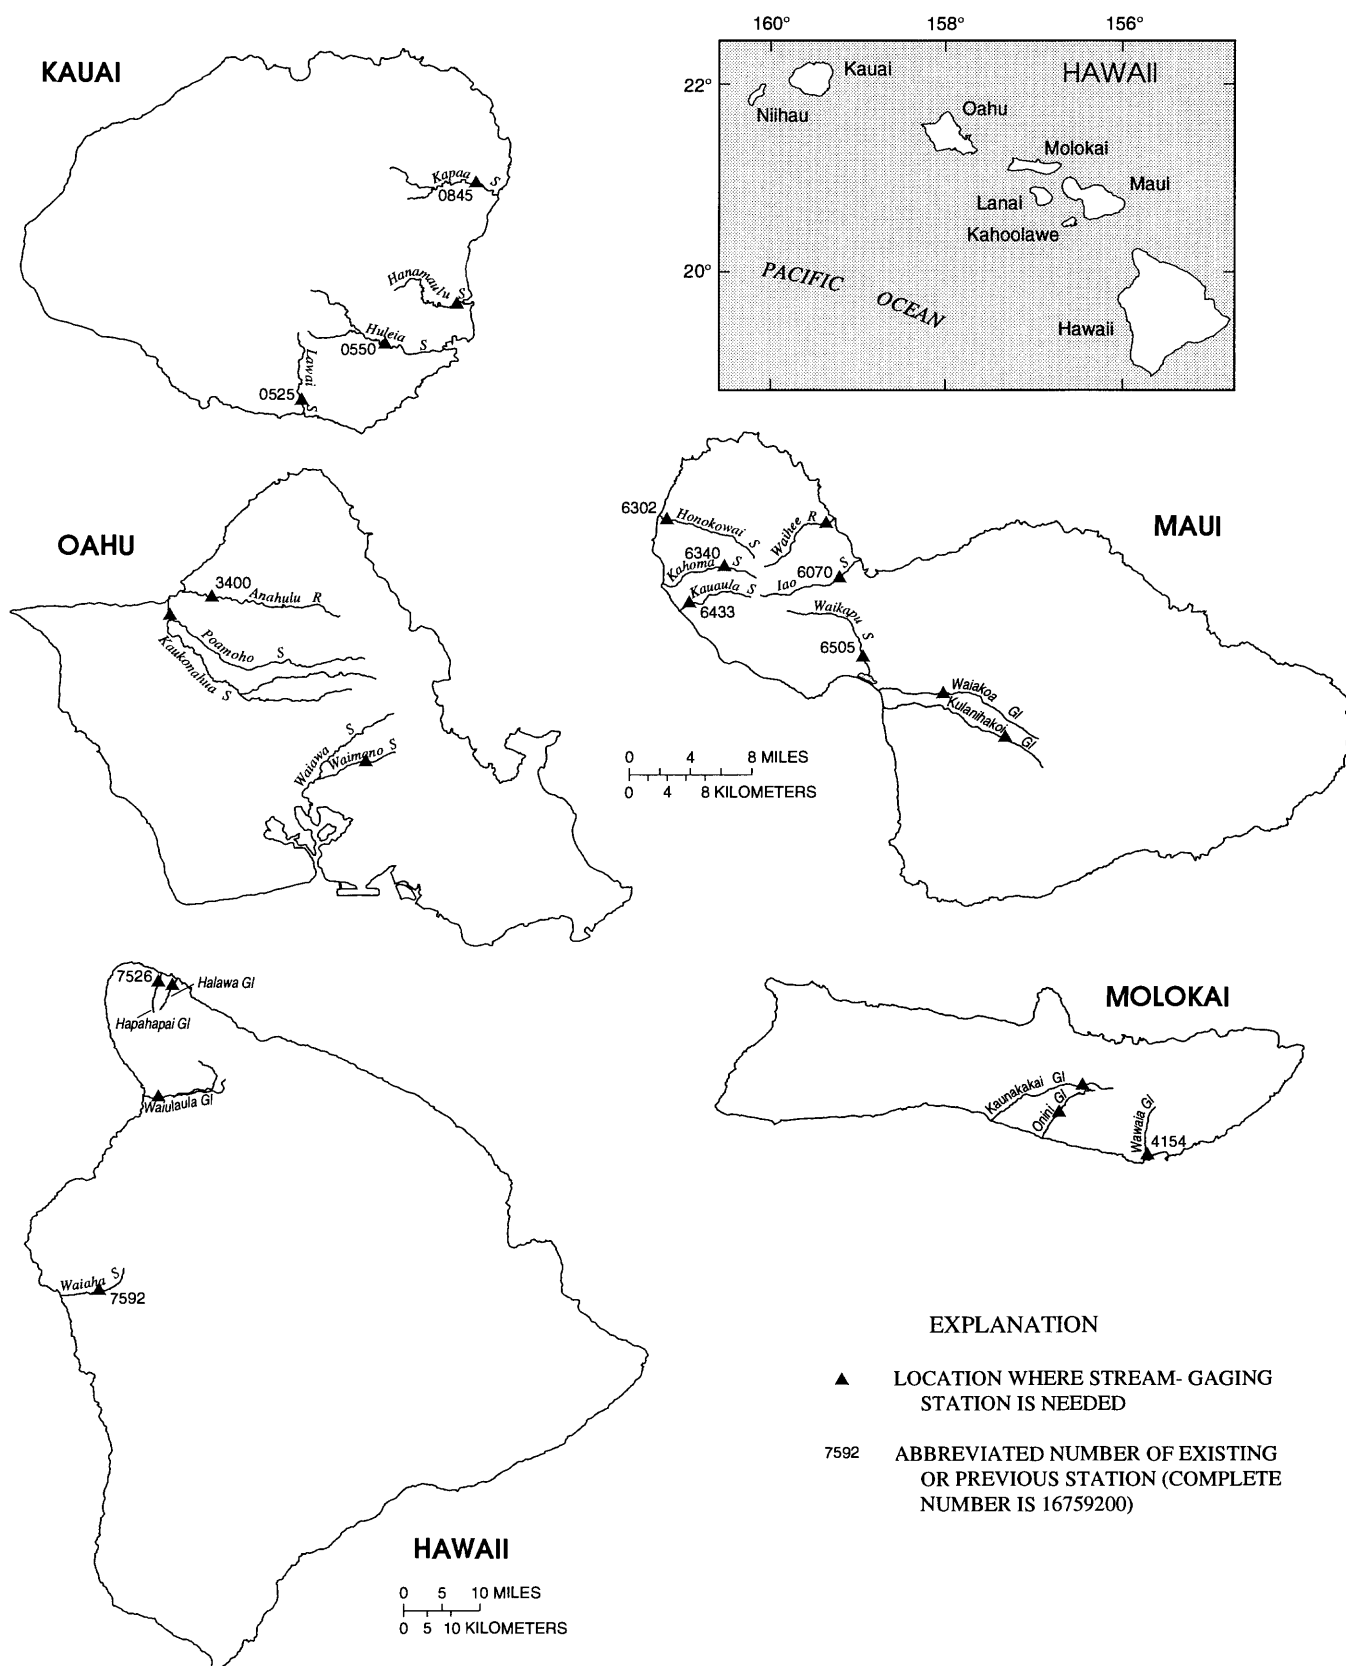 160°
158°
156°
KAUAI
HAWAII
22°
Kauai
Niihau
Oahu
Molokai
Maui
Lanai
Kahoolawe
20°
PACIFIC OCEAN
Hawaii
Kapaa S
0845
Hanamaulu S
Huleia S
0550
Lawai S
0525
OAHU
3400
Anahulu R
Poamoho S
Kaukonahua S
Waiawa S
Waimano S
MAUI
6302
Honokowai S
Waihee R
6340
Kahoma S
6070
Iao S
Kauaula S
6433
Waikapu S
6505
Waiakoa Gl
Kulanihakoi Gl
0 4 8 MILES
0 4 8 KILOMETERS
7526
Halawa Gl
Hapahapai Gl
Waiulaula Gl
Waiaha S
7592
HAWAII
0 5 10 MILES
0 5 10 KILOMETERS
MOLOKAI
Kaunakakai Gl
Onini Gl
Wawaia Gl
4154
EXPLANATION
LOCATION WHERE STREAM- GAGING
STATION IS NEEDED
7592 ABBREVIATED NUMBER OF EXISTING
OR PREVIOUS STATION (COMPLETE
NUMBER IS 16759200)